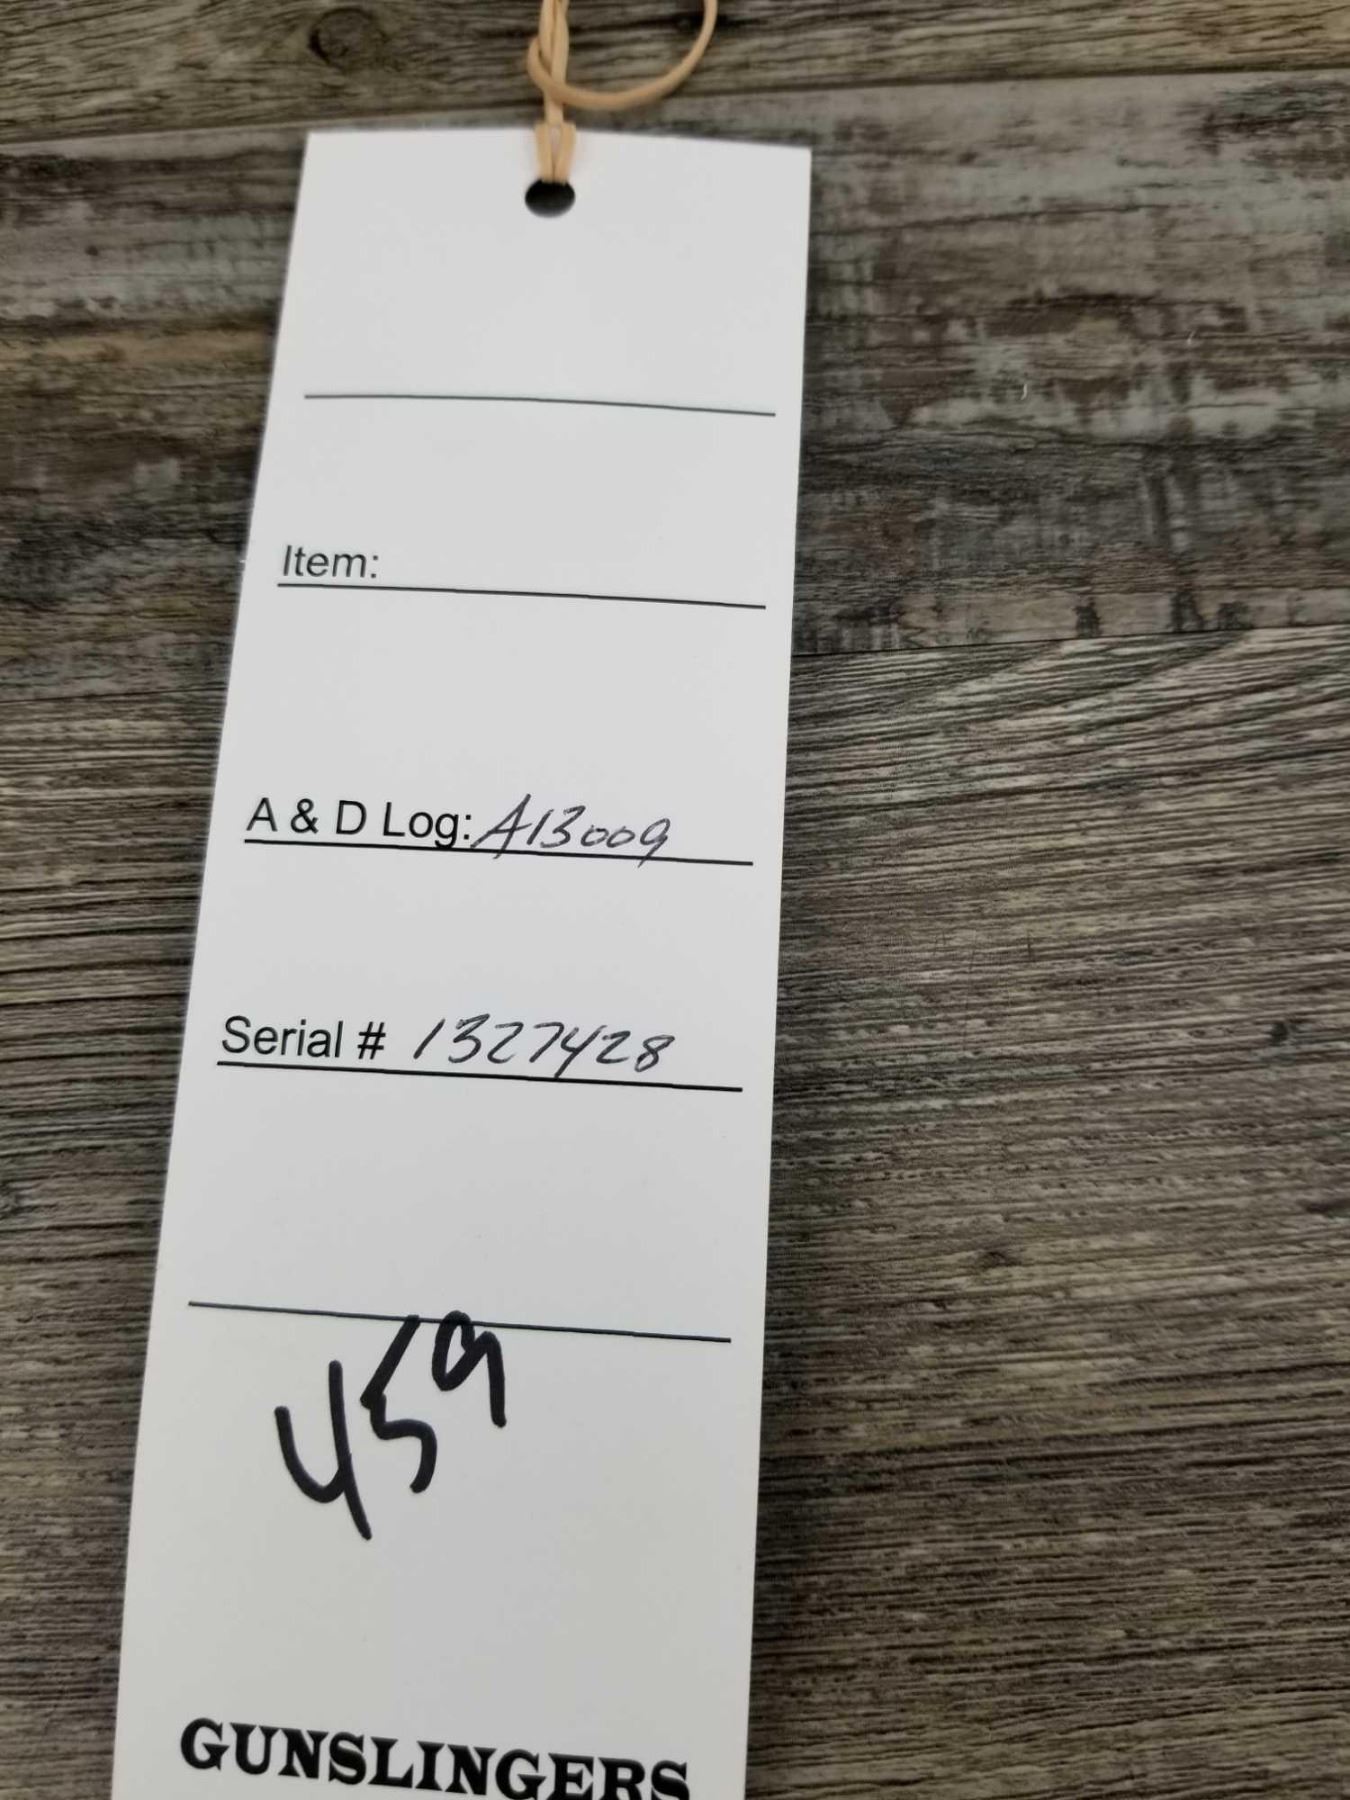 Item:
A & D Log: A13009
Serial # 1327428
459
GUNSLINGERS